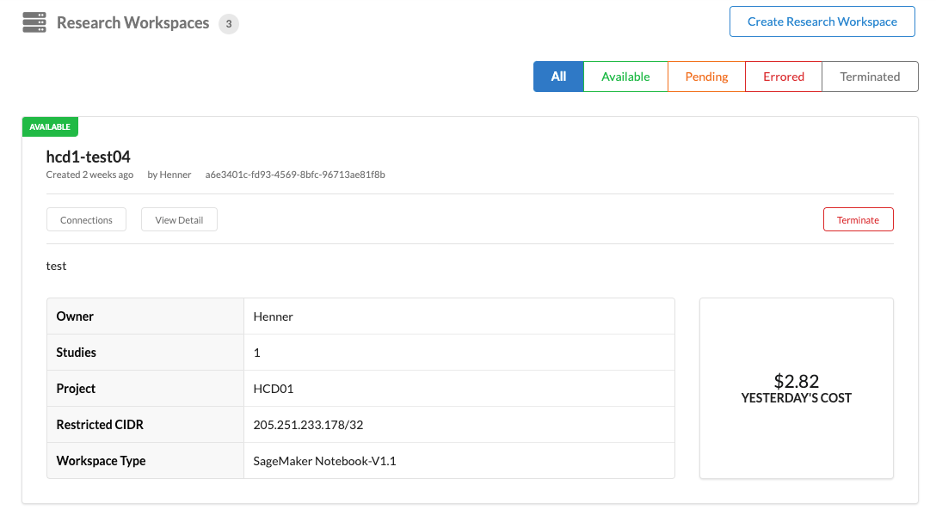 Research Workspaces 3
Create Research Workspace
All Available Pending Errored Terminated
AVAILABLE
hcd1-test04
Created 2 weeks ago by Henner a6e3401c-fd93-4569-8bfc-96713ae81f8b
Connections View Detail Terminate
test
Owner Henner
Studies 1
Project HCD01
Restricted CIDR 205.251.233.178/32
Workspace Type SageMaker Notebook-V1.1
$2.82
YESTERDAY'S COST